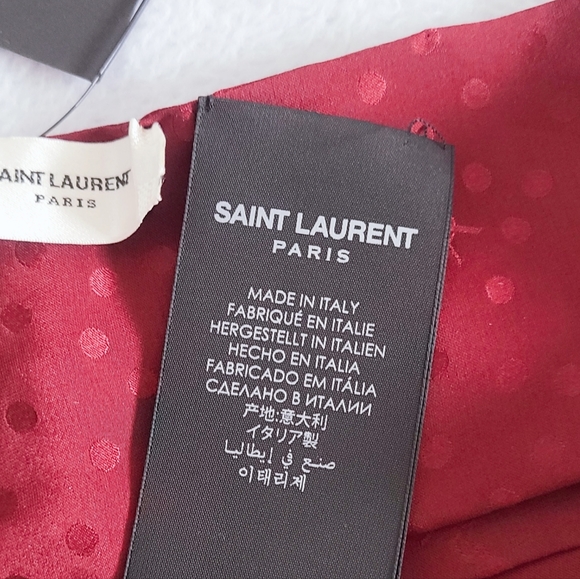 SAINT LAURENT
PARIS
SAINT LAURENT
PARIS
MADE IN ITALY
FABRIQUÉ EN ITALIE
HERGESTELLT IN ITALIEN
HECHO EN ITALIA
FABRICADO EM ITÁLIA
СДЕЛАНО В ИТАЛИИ
产地:意大利
イタリア製
صنع في إيطاليا
이태리제